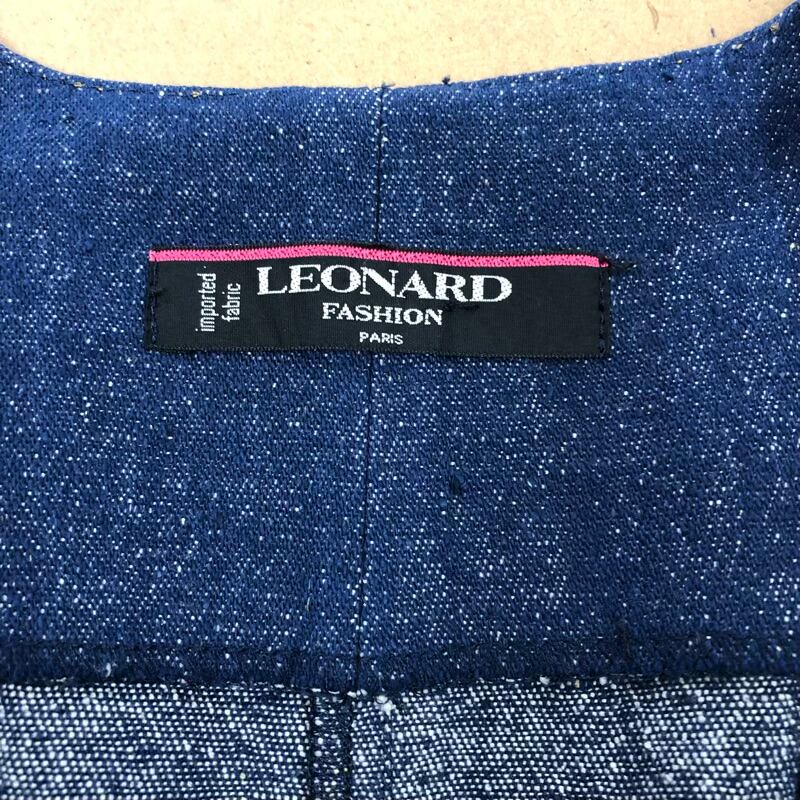 imported
fabric
LEONARD
FASHION
PARIS